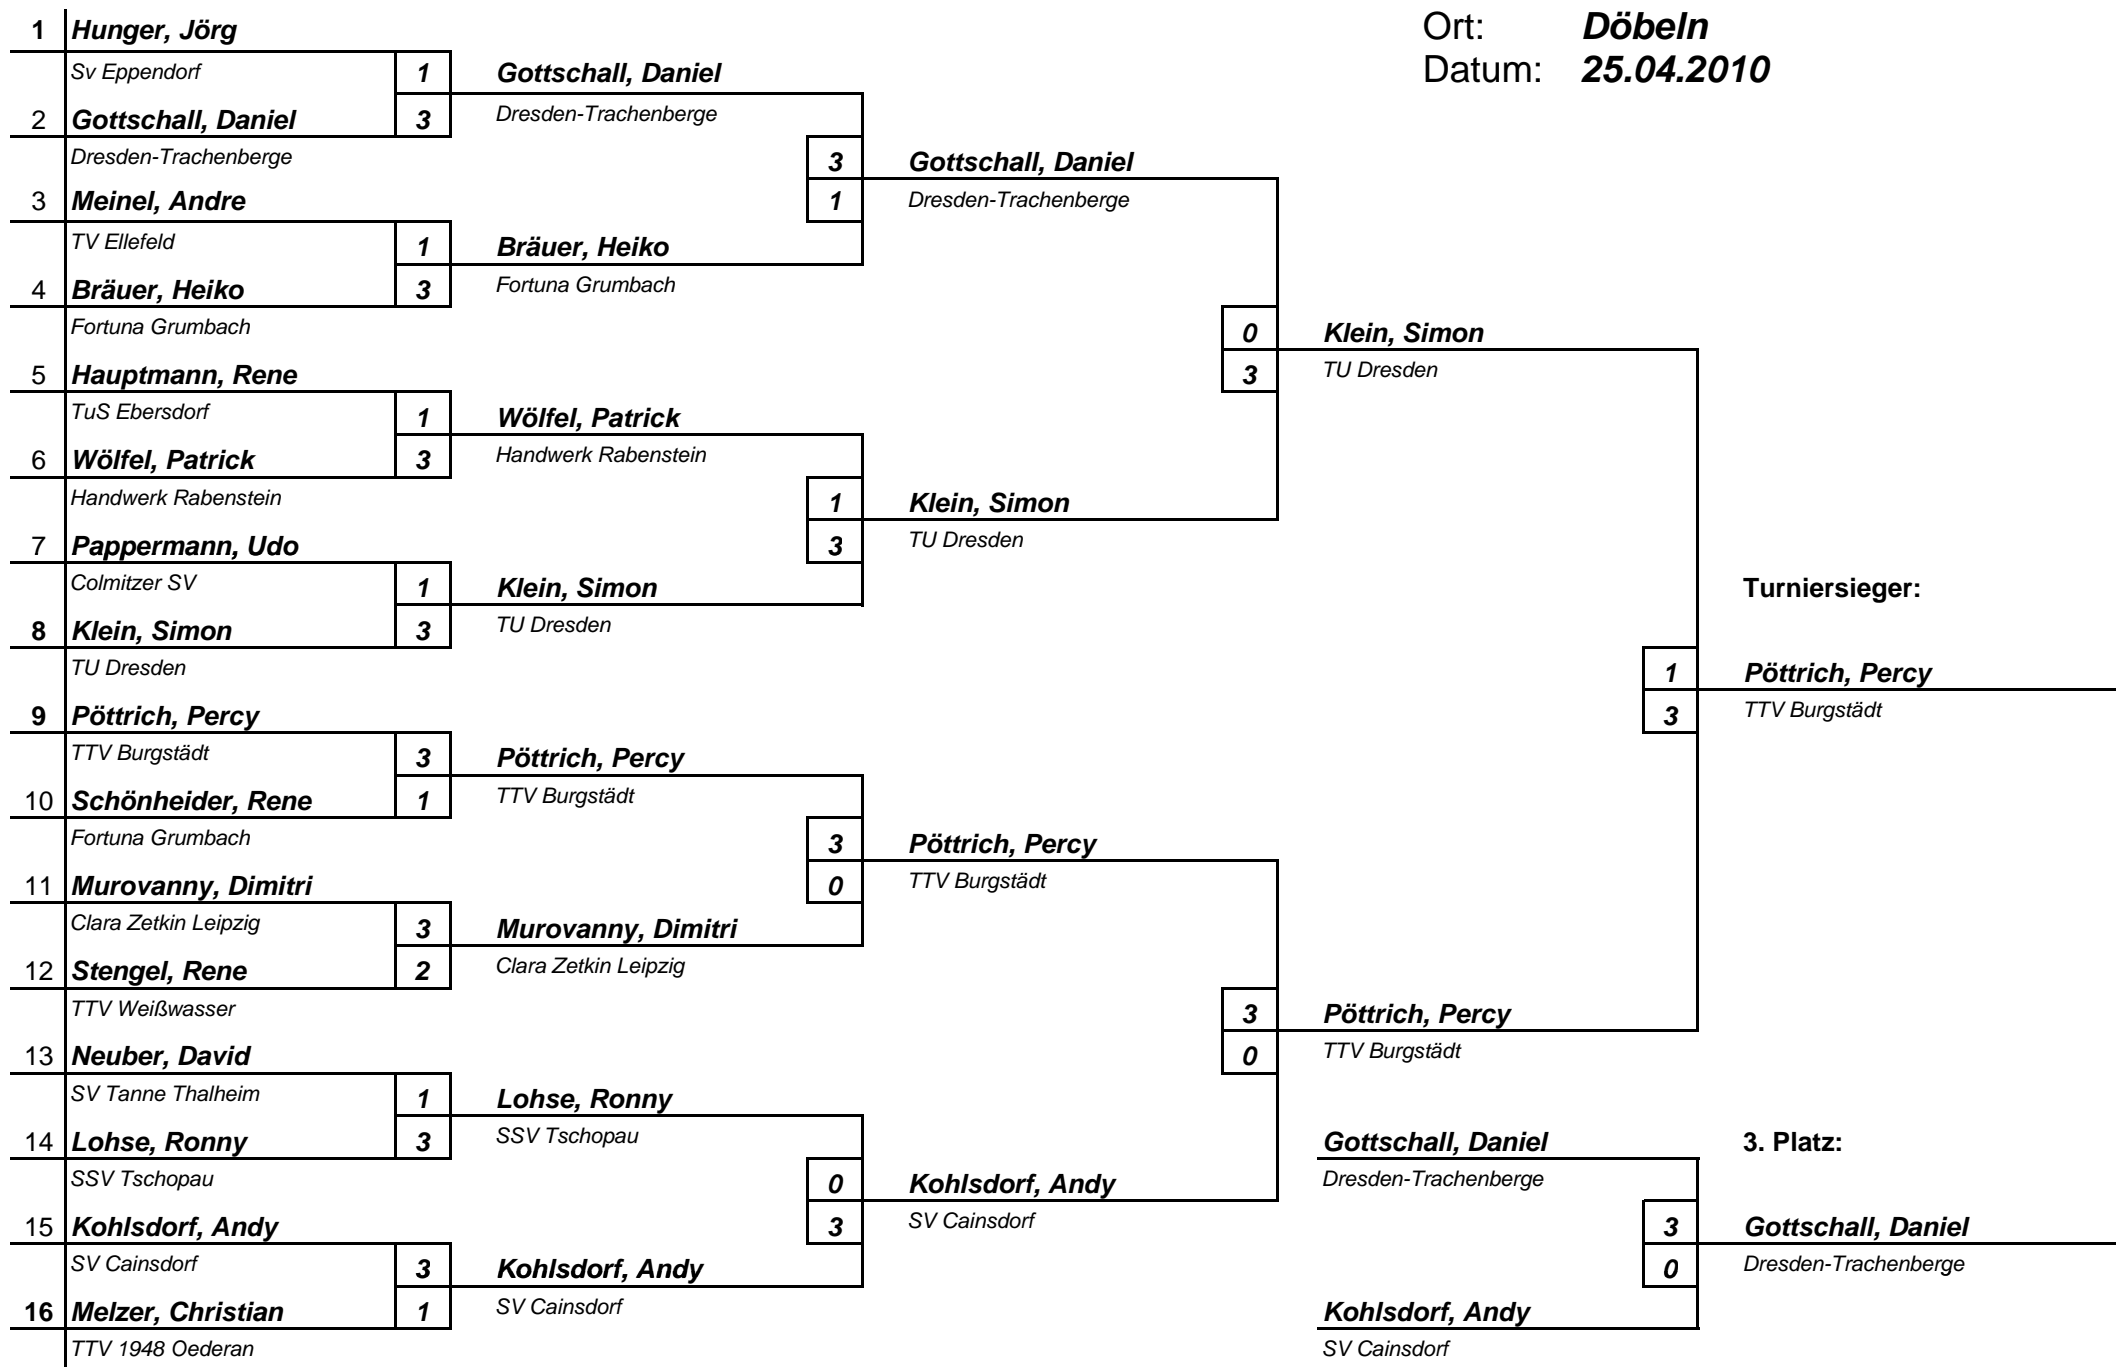 Ort: Döbeln
Datum: 25.04.2010
1 Hunger, Jörg
Sv Eppendorf 1 Gottschall, Daniel
2 Gottschall, Daniel 3 Dresden-Trachenberge
Dresden-Trachenberge 3 Gottschall, Daniel
3 Meinel, Andre 1 Dresden-Trachenberge
TV Ellefeld 1 Bräuer, Heiko
4 Bräuer, Heiko 3 Fortuna Grumbach
Fortuna Grumbach 0 Klein, Simon
5 Hauptmann, Rene 3 TU Dresden
TuS Ebersdorf 1 Wölfel, Patrick
6 Wölfel, Patrick 3 Handwerk Rabenstein
Handwerk Rabenstein 1 Klein, Simon
7 Pappermann, Udo 3 TU Dresden
Colmitzer SV 1 Klein, Simon Turniersieger:
8 Klein, Simon 3 TU Dresden
TU Dresden 1 Pöttrich, Percy
9 Pöttrich, Percy 3 TTV Burgstädt
TTV Burgstädt 3 Pöttrich, Percy
10 Schönheider, Rene 1 TTV Burgstädt
Fortuna Grumbach 3 Pöttrich, Percy
11 Murovanny, Dimitri 0 TTV Burgstädt
Clara Zetkin Leipzig 3 Murovanny, Dimitri
12 Stengel, Rene 2 Clara Zetkin Leipzig
TTV Weißwasser 3 Pöttrich, Percy
13 Neuber, David 0 TTV Burgstädt
SV Tanne Thalheim 1 Lohse, Ronny
14 Lohse, Ronny 3 SSV Tschopau Gottschall, Daniel 3. Platz:
SSV Tschopau 0 Kohlsdorf, Andy Dresden-Trachenberge
15 Kohlsdorf, Andy 3 SV Cainsdorf 3 Gottschall, Daniel
SV Cainsdorf 3 Kohlsdorf, Andy 0 Dresden-Trachenberge
16 Melzer, Christian 1 SV Cainsdorf Kohlsdorf, Andy
TTV 1948 Oederan SV Cainsdorf